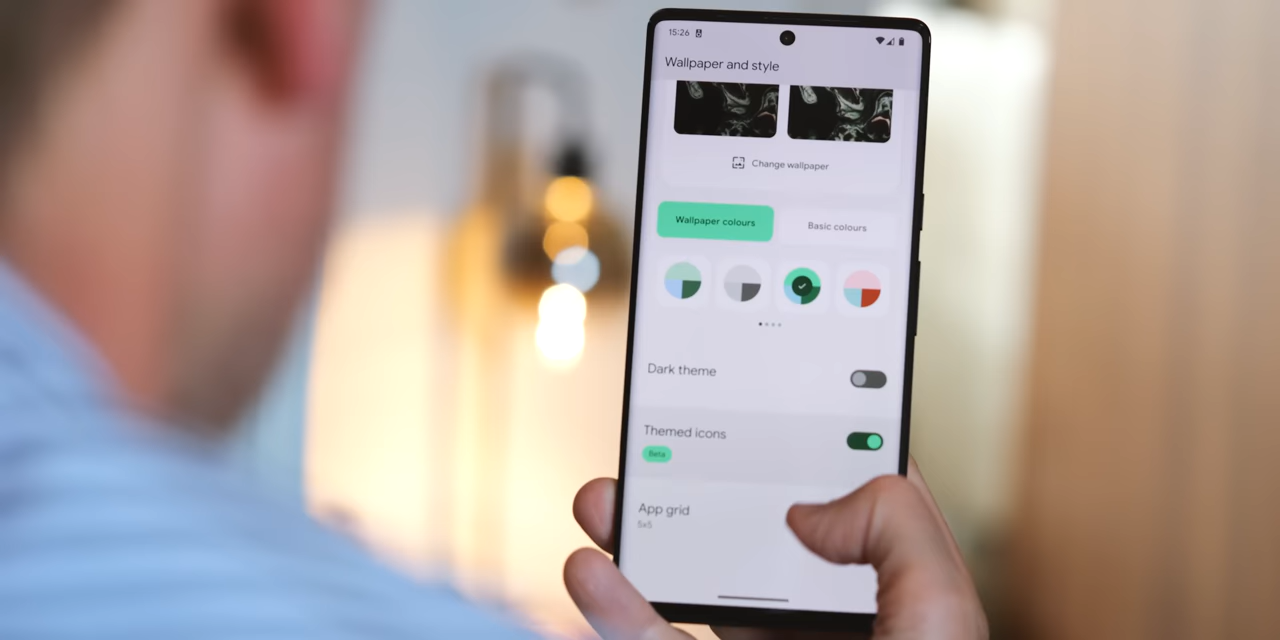 15:26
Wallpaper and style
Change wallpaper
Wallpaper colours
Basic colours
Dark theme
Themed icons
Beta
App grid
5x5